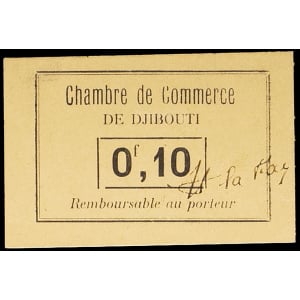 Chambre de Commerce
DE DJIBOUTI
0f,10
Remboursable au porteur